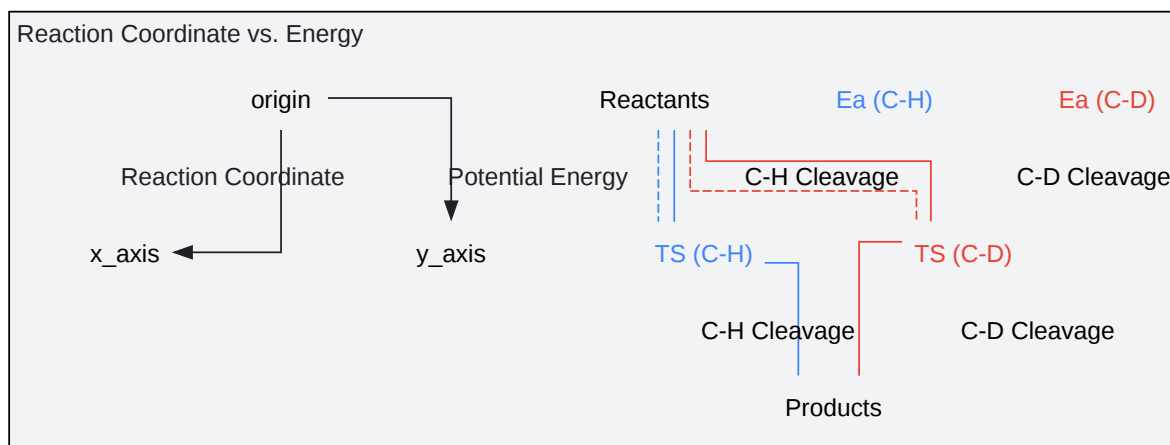 Reaction Coordinate vs. Energy
origin
Reactants
Ea (C-H)
Ea (C-D)
Reaction Coordinate
Potential Energy
C-H Cleavage
C-D Cleavage
x_axis
y_axis
TS (C-H)
TS (C-D)
C-H Cleavage
C-D Cleavage
Products